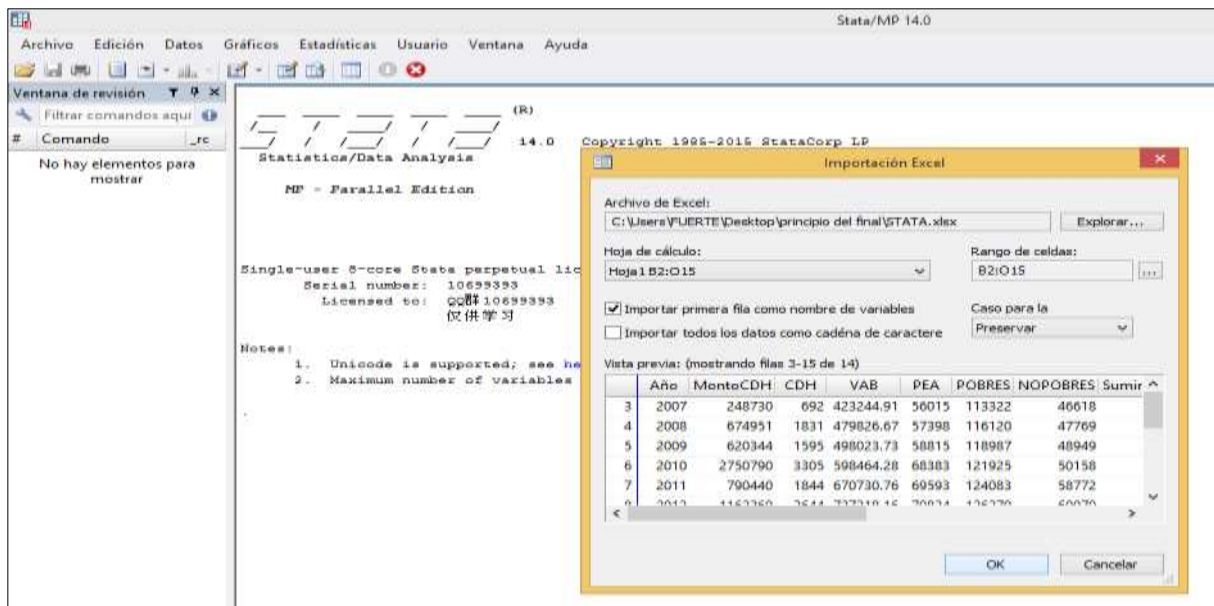 Stata/MP 14.0
Archivo Edición Datos Gráficos Estadísticas Usuario Ventana Ayuda
Ventana de revisión
Filtrar comandos aquí
# Comando _rc
No hay elementos para
mostrar
(R)
STATA 14.0 Copyright 1985-2015 StataCorp LP
Statistics/Data Analysis
MP - Parallel Edition
Single-user 8-core Stata perpetual lic
Serial number: 10699393
Licensed to: QQ群10699393
仅供学习
Notes:
1. Unicode is supported; see he
2. Maximum number of variables
.
Importación Excel
Archivo de Excel:
C:\Users\FUERTE\Desktop\principio del final\STATA.xlsx Explorar...
Hoja de cálculo: Rango de celdas:
Hoja1 B2:O15 B2:O15 ...
Importar primera fila como nombre de variables Caso para la
Importar todos los datos como cadéna de caractere Preservar
Vista previa: (mostrando filas 3-15 de 14)
Año MontoCDH CDH VAB PEA POBRES NOPOBRES Sumir
3 2007 248730 692 423244.91 56015 113322 46618
4 2008 674951 1831 479826.67 57398 116120 47769
5 2009 620344 1595 498023.73 58815 118987 48949
6 2010 2750790 3305 598464.28 68383 121925 50158
7 2011 790440 1844 670730.76 69593 124083 58772
OK Cancelar